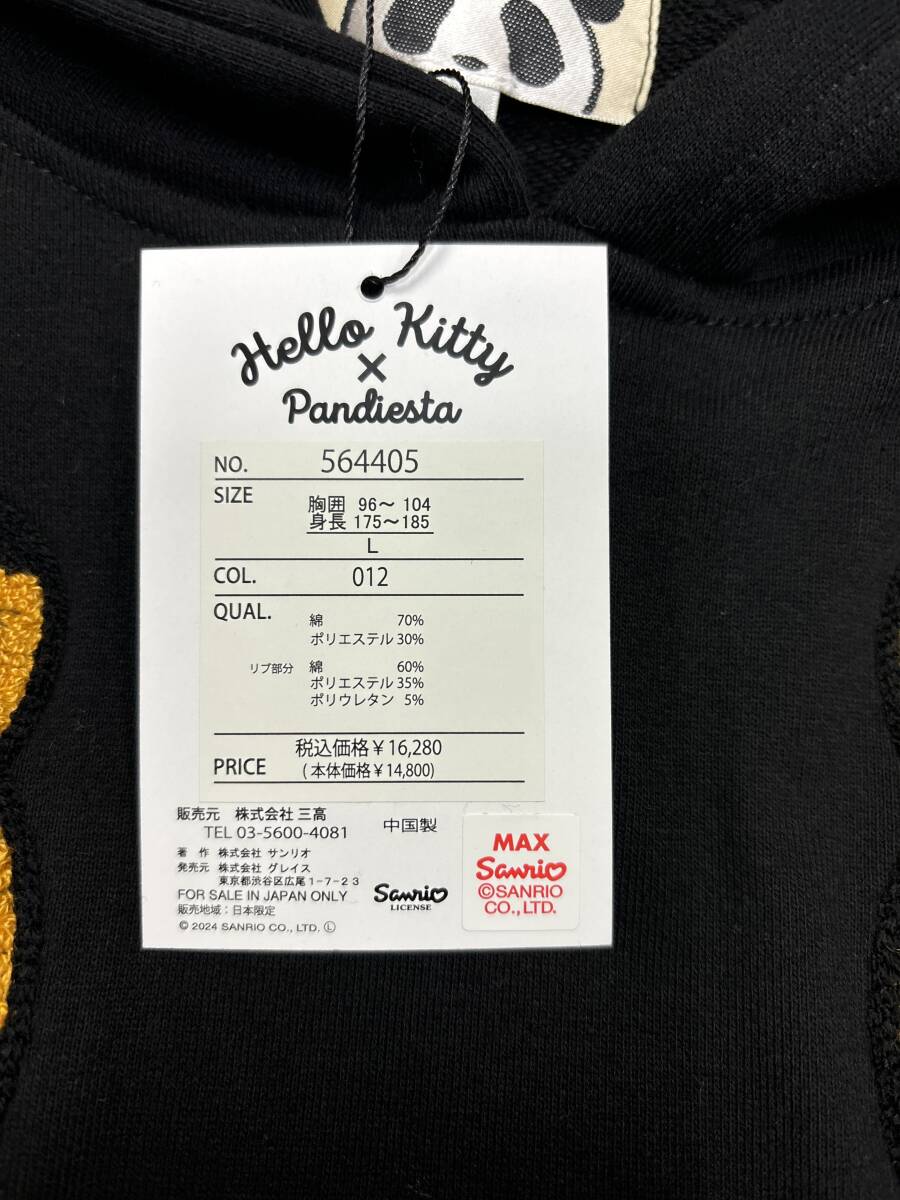 Hello Kitty
×
Pandiesta
NO. 564405
SIZE 胸囲 96～ 104
身長 175～185
L
COL. 012
QUAL. 綿 70%
ポリエステル 30%
リブ部分 綿 60%
ポリエステル 35%
ポリウレタン 5%
PRICE 税込価格￥16,280
(本体価格￥14,800)
販売元 株式会社 三高
TEL 03-5600-4081 中国製
著 作 株式会社 サンリオ
発売元 株式会社 グレイス
東京都渋谷区広尾1-7-23
FOR SALE IN JAPAN ONLY
販売地域：日本限定
© 2024 SANRIO CO., LTD. Ⓛ
Sanrio
LICENSE
MAX
Sanrio
©SANRIO
CO.,LTD.